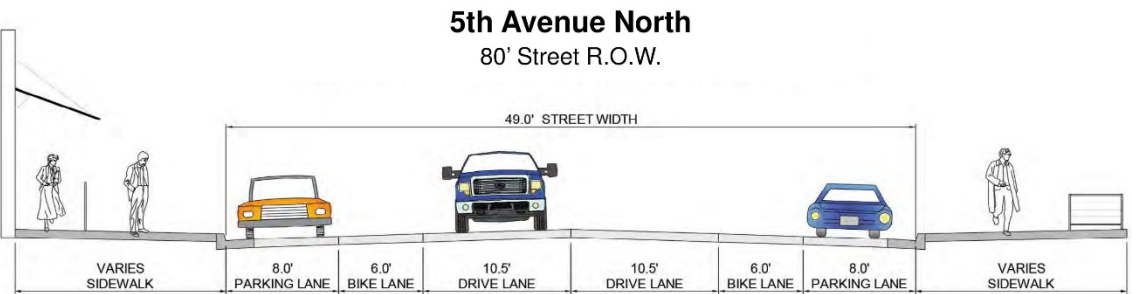 5th Avenue North
80' Street R.O.W.
49.0' STREET WIDTH
VARIES
SIDEWALK
8.0'
PARKING LANE
6.0'
BIKE LANE
10.5'
DRIVE LANE
10.5'
DRIVE LANE
6.0'
BIKE LANE
8.0'
PARKING LANE
VARIES
SIDEWALK